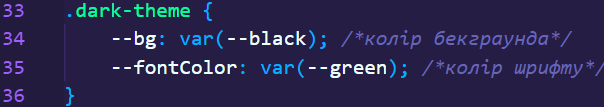 33 .dark-theme {
34 --bg: var(--black); /*колір бекграунда*/
35 --fontColor: var(--green); /*колір шрифту*/
36 }